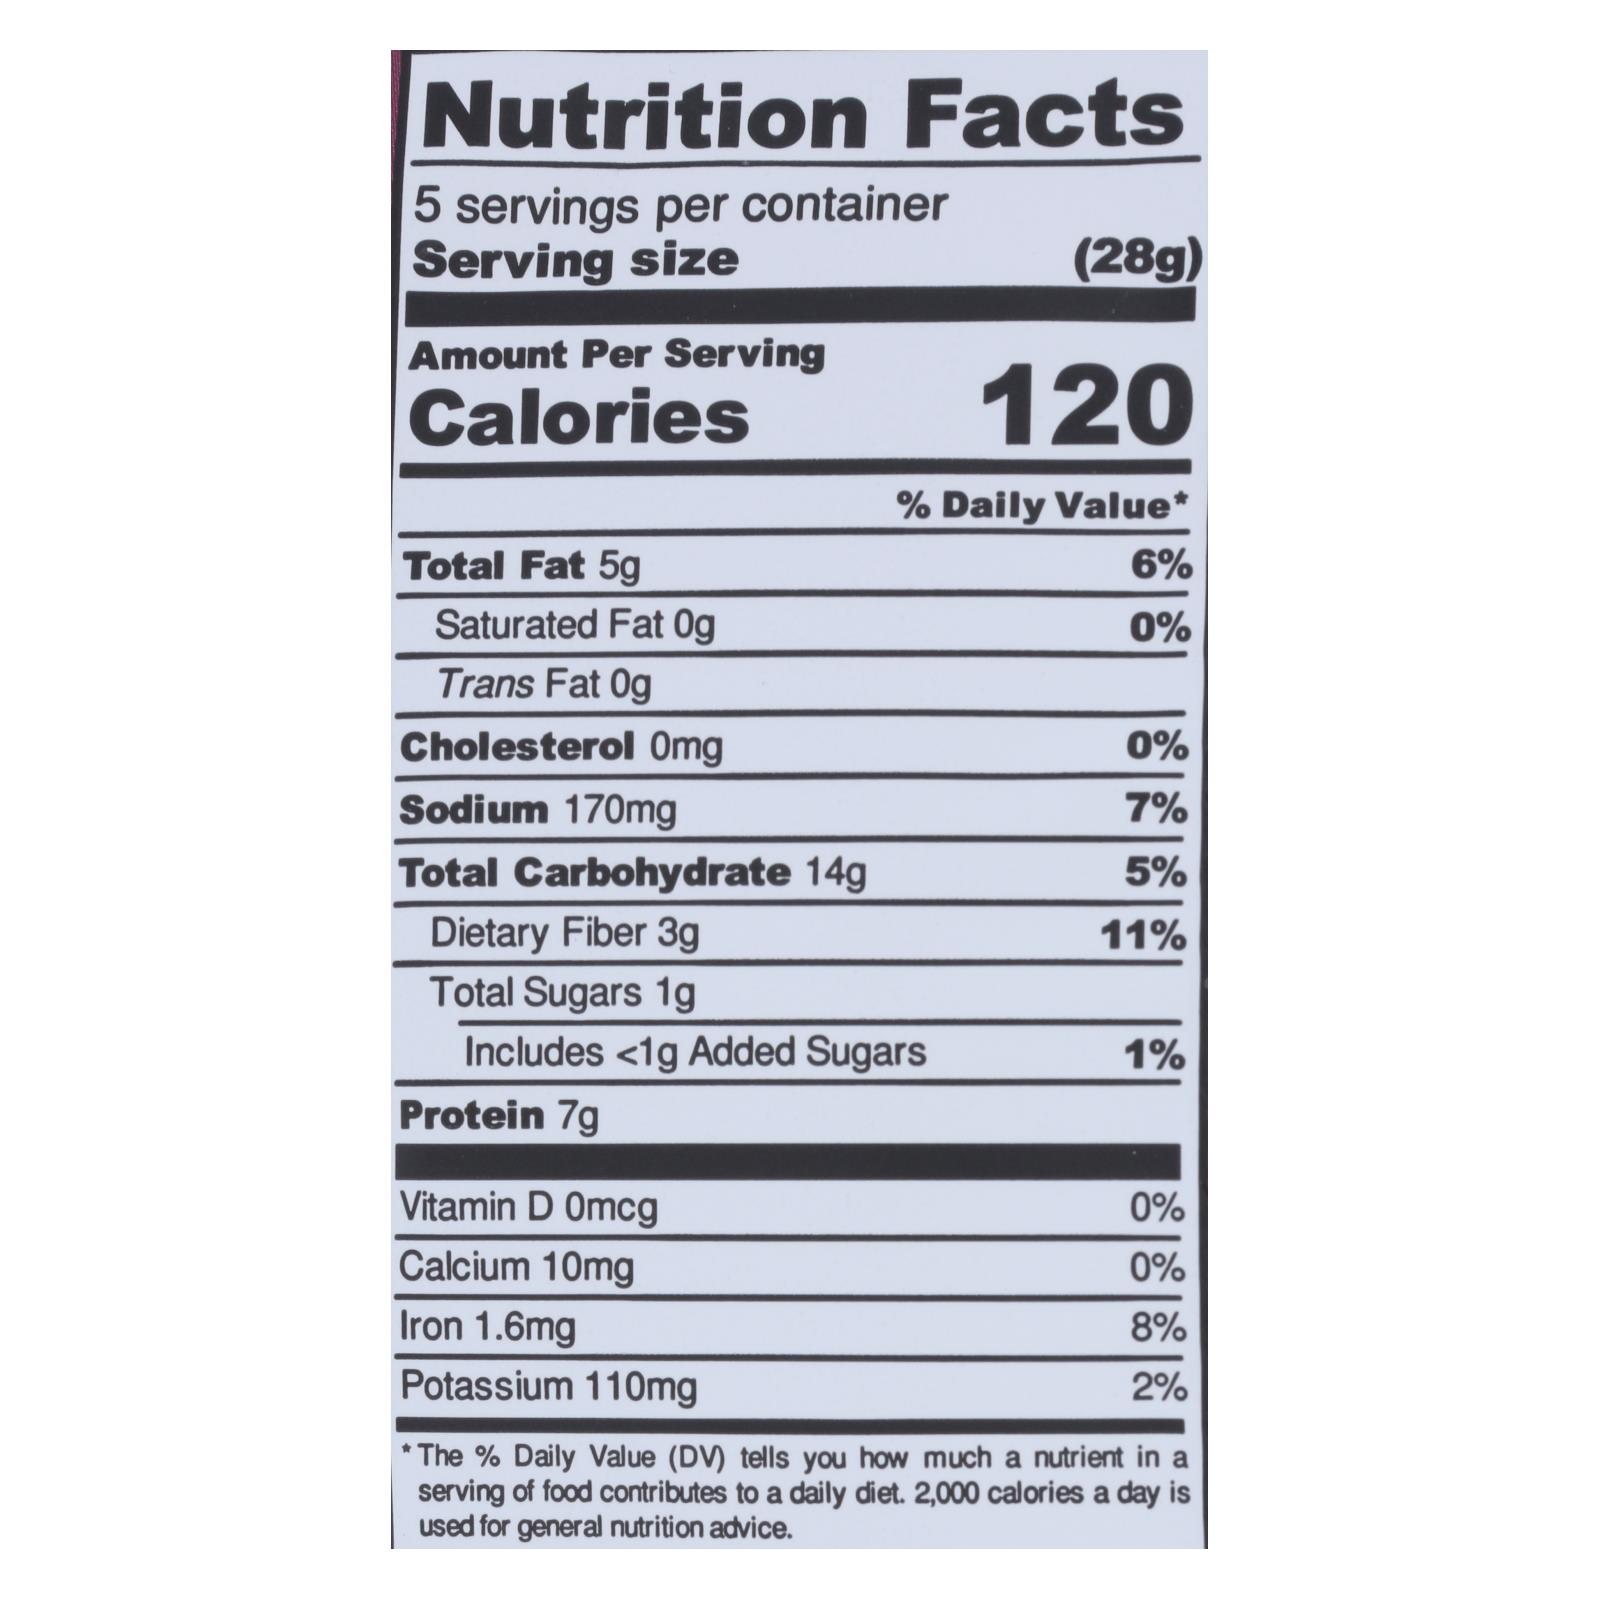 Nutrition Facts
5 servings per container
Serving size (28g)
Amount Per Serving
Calories 120
% Daily Value*
Total Fat 5g 6%
Saturated Fat 0g 0%
Trans Fat 0g
Cholesterol 0mg 0%
Sodium 170mg 7%
Total Carbohydrate 14g 5%
Dietary Fiber 3g 11%
Total Sugars 1g
Includes <1g Added Sugars 1%
Protein 7g
Vitamin D 0mcg 0%
Calcium 10mg 0%
Iron 1.6mg 8%
Potassium 110mg 2%
* The % Daily Value (DV) tells you how much a nutrient in a
serving of food contributes to a daily diet. 2,000 calories a day is
used for general nutrition advice.